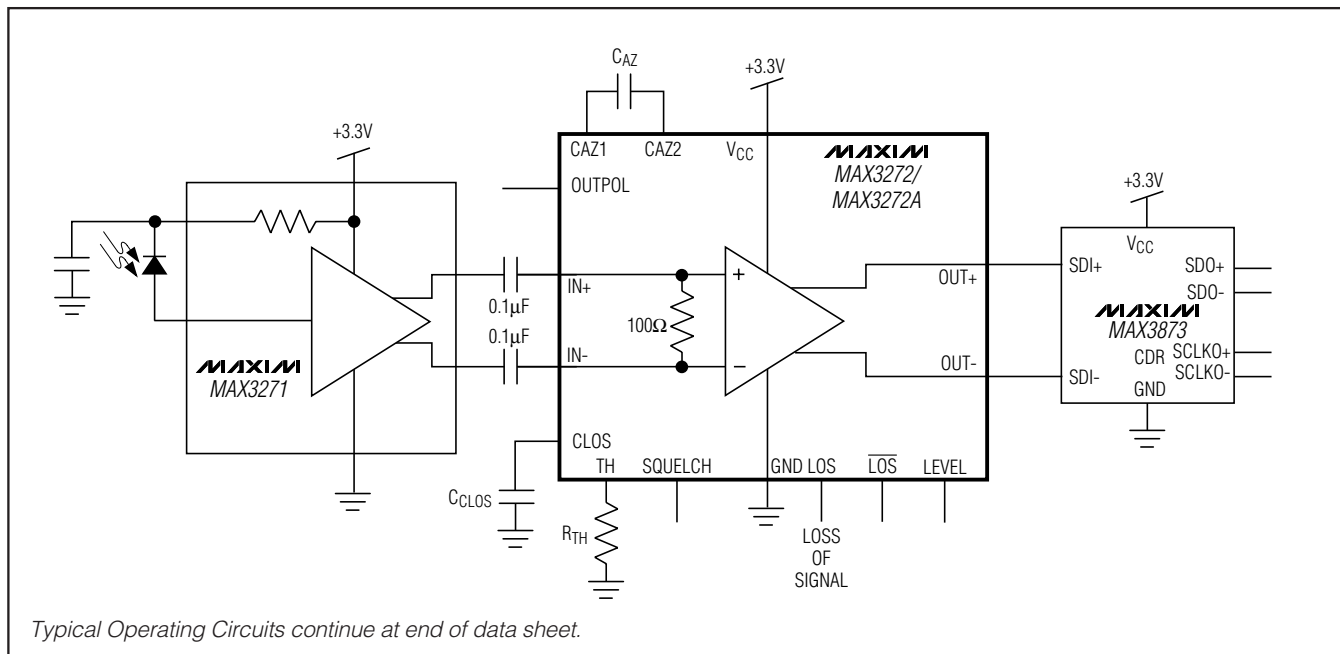 CAZ
+3.3V
+3.3V
CAZ1
CAZ2
VCC
MAXIM
MAX3272/
MAX3272A
OUTPOL
+3.3V
VCC
IN+
0.1μF
0.1μF
IN-
100Ω
+
−
OUT+
OUT-
SDI+
SDI-
SDO+
SDO-
MAXIM
MAX3873
CDR
SCLKO+
SCLKO-
GND
MAXIM
MAX3271
CLOS
TH
SQUELCH
GND
LOS
LOS
LEVEL
CCLOS
RTH
LOSS
OF
SIGNAL
Typical Operating Circuits continue at end of data sheet.